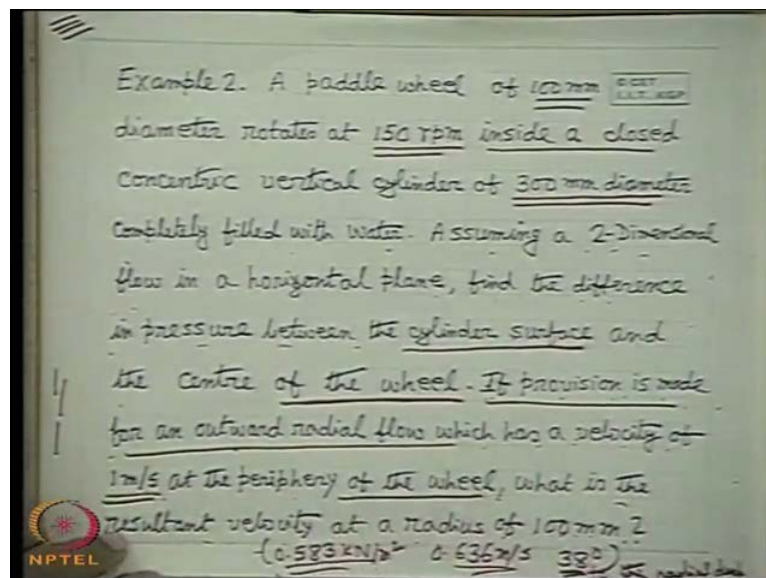 Example 2. A paddle wheel of 100 mm
C CET
I.I.T. KGP
diameter rotates at 150 rpm inside a closed
concentric vertical cylinder of 300 mm diameter
completely filled with water. Assuming a 2-Dimensional
flow in a horizontal plane, find the difference
in pressure between the cylinder surface and
the centre of the wheel. If provision is made
for an outward radial flow which has a velocity of
1 m/s at the periphery of the wheel, what is the
resultant velocity at a radius of 100 mm?
(0.583 kN/m² 0.636 m/s 38°)
NPTEL